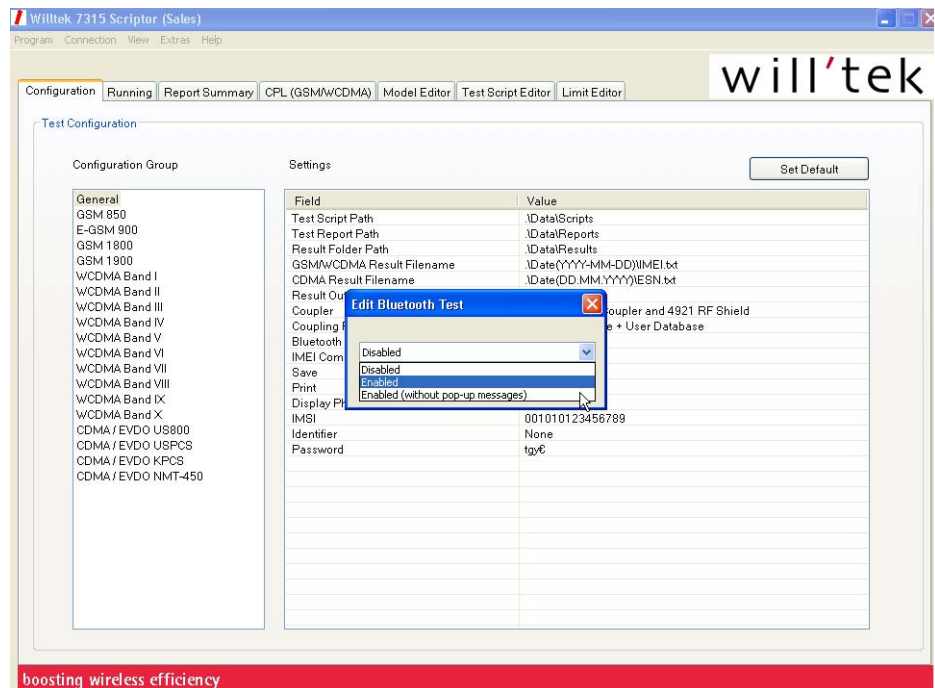 Willtek 7315 Scriptor (Sales)
Program Connection View Extras Help
will'tek
Configuration Running Report Summary CPL (GSM/WCDMA) Model Editor Test Script Editor Limit Editor
Test Configuration
Configuration Group
General
GSM 850
E-GSM 900
GSM 1800
GSM 1900
WCDMA Band I
WCDMA Band II
WCDMA Band III
WCDMA Band IV
WCDMA Band V
WCDMA Band VI
WCDMA Band VII
WCDMA Band VIII
WCDMA Band IX
WCDMA Band X
CDMA / EVDO US800
CDMA / EVDO USPCS
CDMA / EVDO KPCS
CDMA / EVDO NMT-450
Settings
Set Default
Field Value
Test Script Path .\Data\Scripts
Test Report Path .\Data\Reports
Result Folder Path .\Data\Results
GSM/WCDMA Result Filename .\Date(YYYY-MM-DD)\IMEI.txt
CDMA Result Filename .\Date(DD.MM.YYYY)\ESN.txt
Result
Coupler oupler and 4921 RF Shield
Coupling e + User Database
Bluetooth
IMEI Com
Save
Print
Display
IMSI 001010123456789
Identifier None
Password tgy€
Edit Bluetooth Test
Disabled
Disabled
Enabled
Enabled (without pop-up messages)
boosting wireless efficiency